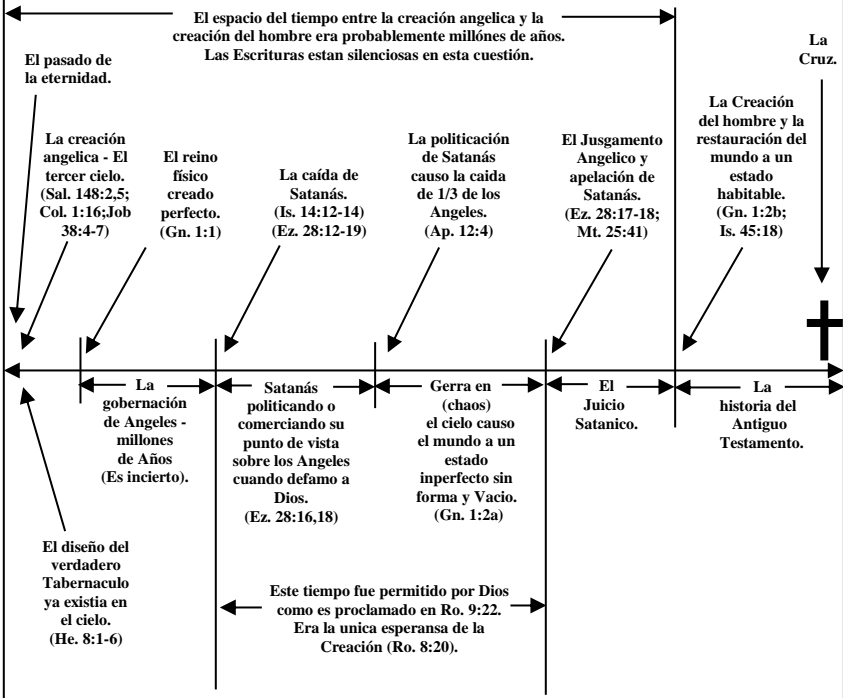 El espacio del tiempo entre la creación angelica y la
creación del hombre era probablemente millónes de años.
Las Escrituras estan silenciosas en esta cuestión.
El pasado de
la eternidad.
La
Cruz.
La creación
angelica - El
tercer cielo.
(Sal. 148:2,5;
Col. 1:16;Job
38:4-7)
El reino
físico
creado
perfecto.
(Gn. 1:1)
La caída de
Satanás.
(Is. 14:12-14)
(Ez. 28:12-19)
La politicación
de Satanás
causo la caida
de 1/3 de los
Angeles.
(Ap. 12:4)
El Jusgamento
Angelico y
apelación de
Satanás.
(Ez. 28:17-18;
Mt. 25:41)
La Creación
del hombre y la
restauración del
mundo a un
estado
habitable.
(Gn. 1:2b;
Is. 45:18)
La
gobernación
de Angeles -
millones
de Años
(Es incierto).
Satanás
politicando o
comerciando su
punto de vista
sobre los Angeles
cuando defamo a
Dios.
(Ez. 28:16,18)
Gerra en
(chaos)
el cielo causo
el mundo a un
estado
inperfecto sin
forma y Vacio.
(Gn. 1:2a)
El
Juicio
Satanico.
La
historia del
Antiguo
Testamento.
El diseño del
verdadero
Tabernaculo
ya existia en
el cielo.
(He. 8:1-6)
Este tiempo fue permitido por Dios
como es proclamado en Ro. 9:22.
Era la unica esperansa de la
Creación (Ro. 8:20).